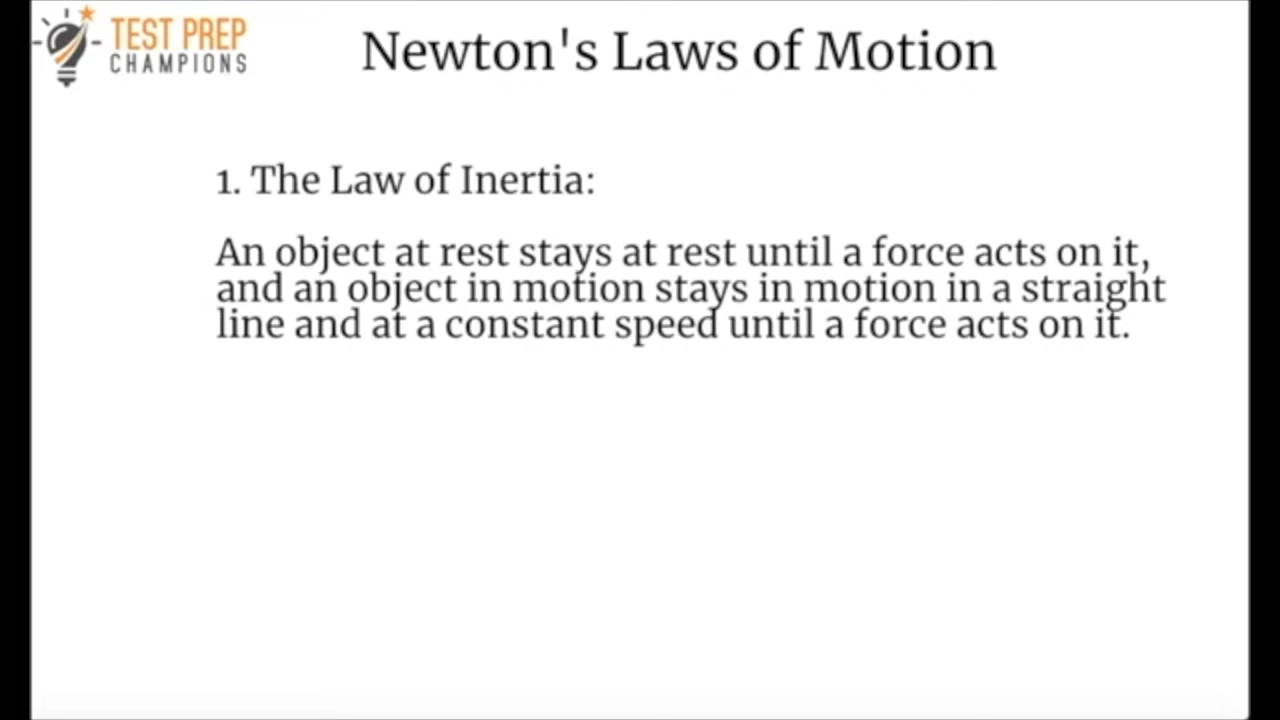 TEST PREP
CHAMPIONS
Newton's Laws of Motion
1. The Law of Inertia:
An object at rest stays at rest until a force acts on it,
and an object in motion stays in motion in a straight
line and at a constant speed until a force acts on it.